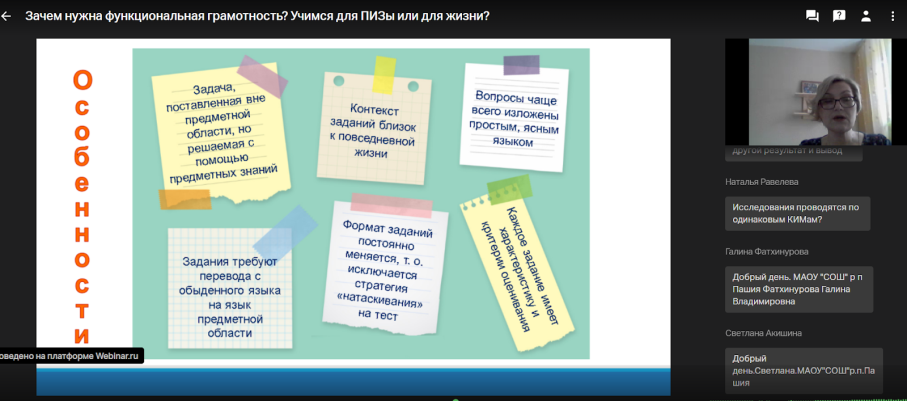 Зачем нужна функциональная грамотность? Учимся для ПИЗы или для жизни?
Особенности
Задача,
поставленная вне
предметной
области, но
решаемая с
помощью
предметных знаний
Контекст
заданий близок
к повседневной
жизни
Вопросы чаще
всего изложены
простым, ясным
языком
Задания требуют
перевода с
обыденного языка
на язык
предметной
области
Формат заданий
постоянно
меняется, т. о.
исключается
стратегия
«натаскивания»
на тест
Каждое задание имеет
характеристику и
критерии оценивания
оведено на платформе Webinar.ru
другой результат и вывод
Наталья Равелева
Исследования проводятся по
одинаковым КИМам?
Галина Фатхинурова
Добрый день. МАОУ "СОШ" р п
Пашия Фатхинурова Галина
Владимировна
Светлана Акишина
Добрый
день.Светлана.МАОУ"СОШ"р.п.Па
шия